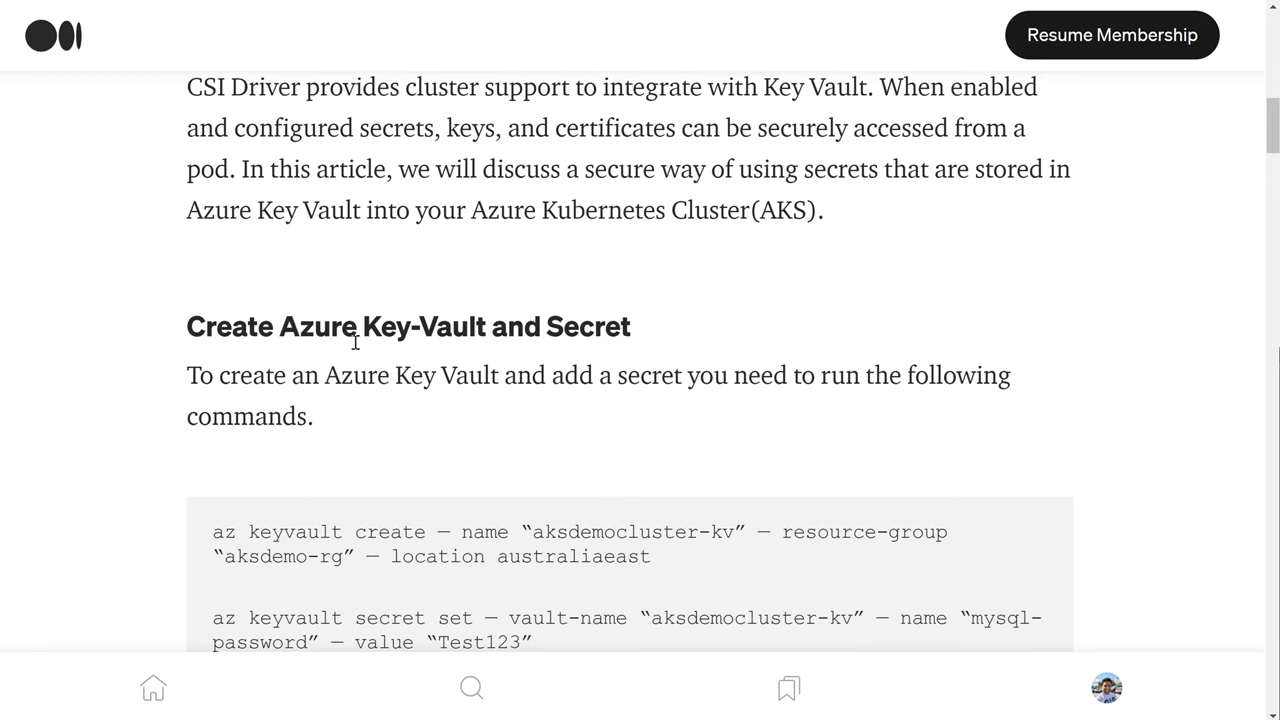 Resume Membership
CSI Driver provides cluster support to integrate with Key Vault. When enabled
and configured secrets, keys, and certificates can be securely accessed from a
pod. In this article, we will discuss a secure way of using secrets that are stored in
Azure Key Vault into your Azure Kubernetes Cluster(AKS).
Create Azure Key-Vault and Secret
To create an Azure Key Vault and add a secret you need to run the following
commands.
az keyvault create — name “aksdemocluster-kv” — resource-group
“aksdemo-rg” — location australiaeast
az keyvault secret set — vault-name “aksdemocluster-kv” — name “mysql-
password” — value “Test123”